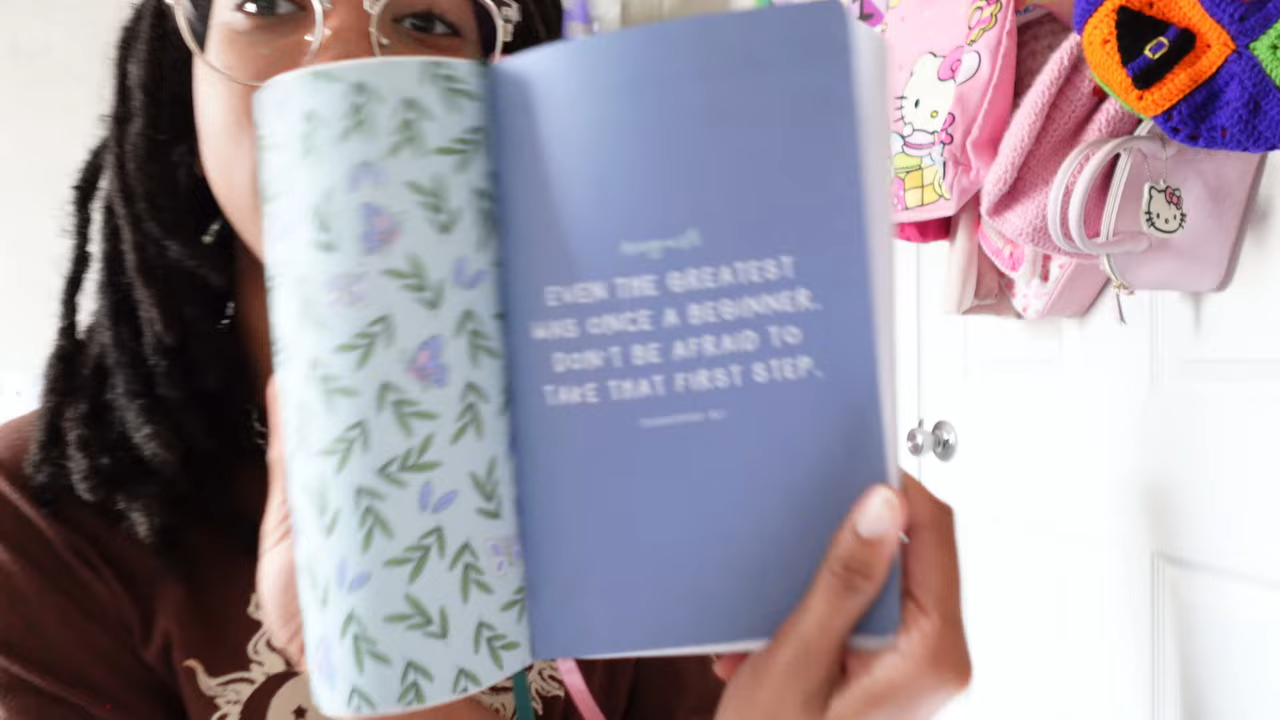 EVEN THE GREATEST
WAS ONCE A BEGINNER.
DON'T BE AFRAID TO
TAKE THAT FIRST STEP.